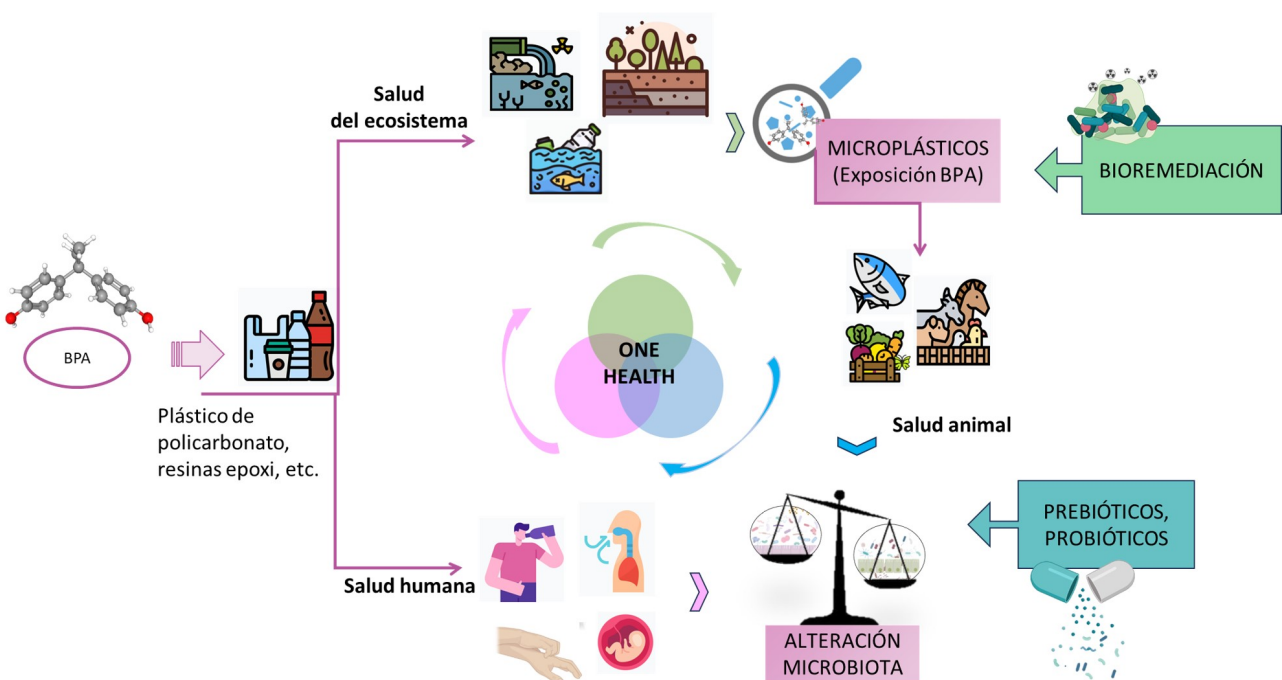 Salud
del ecosistema
MICROPLÁSTICOS
(Exposición BPA)
BIOREMEDIACIÓN
BPA
Plástico de
policarbonato,
resinas epoxi, etc.
ONE
HEALTH
Salud animal
Salud humana
PREBIÓTICOS,
PROBIÓTICOS
ALTERACIÓN
MICROBIOTA